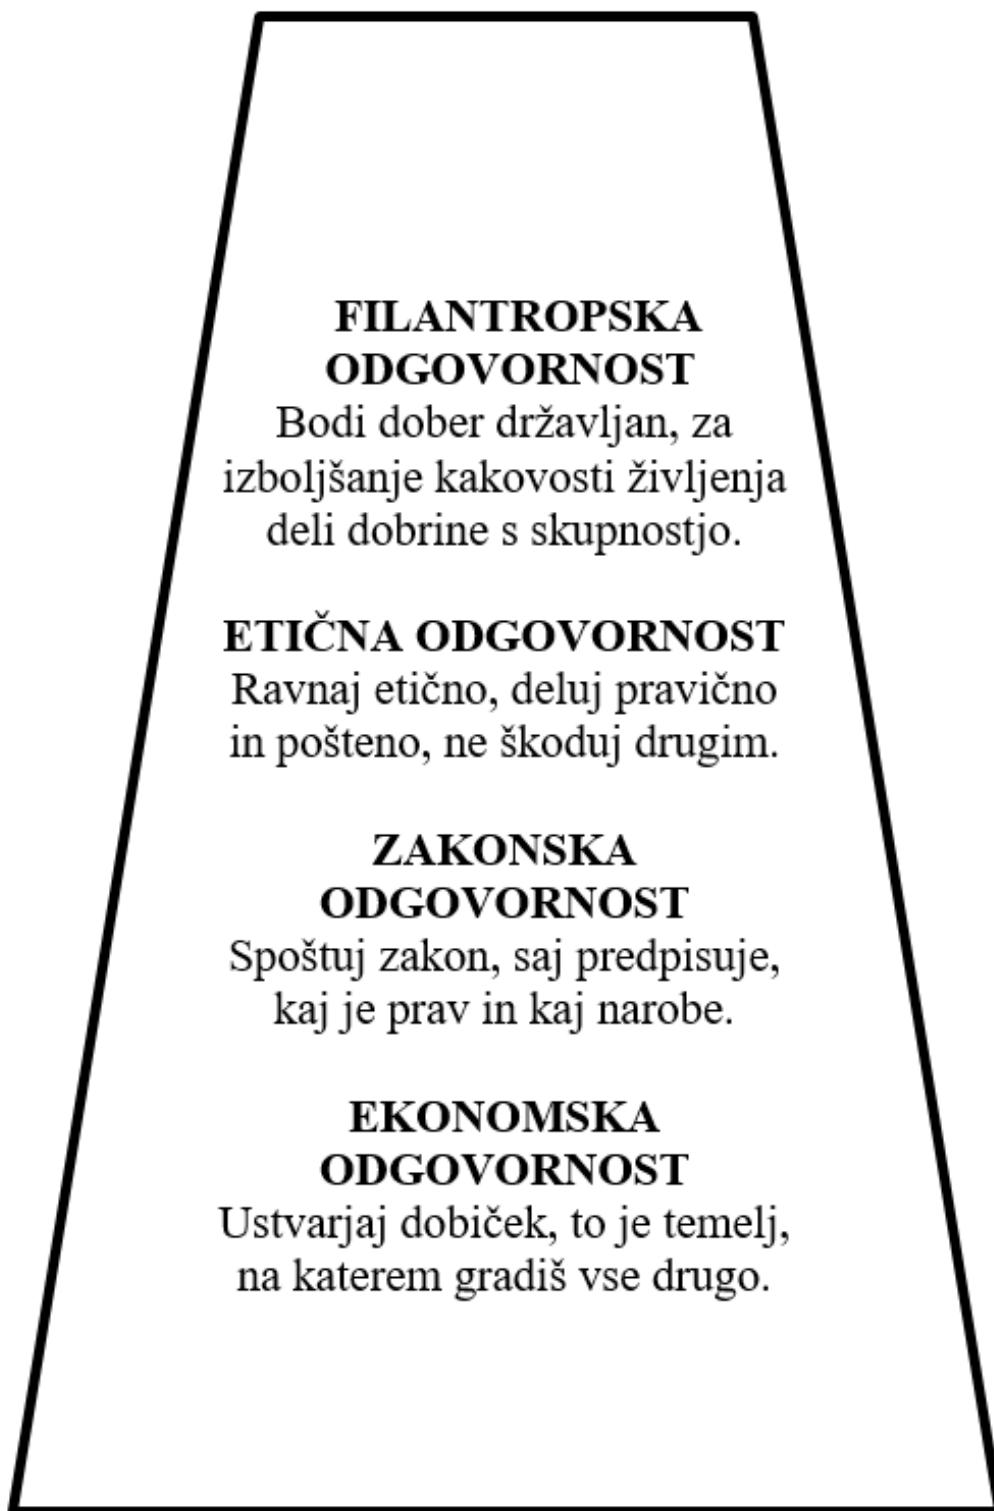 FILANTROPSKA
ODGOVORNOST
Bodi dober državljan, za
izboljšanje kakovosti življenja
deli dobrine s skupnostjo.
ETIČNA ODGOVORNOST
Ravnaj etično, deluj pravično
in pošteno, ne škoduj drugim.
ZAKONSKA
ODGOVORNOST
Spoštuj zakon, saj predpisuje,
kaj je prav in kaj narobe.
EKONOMSKA
ODGOVORNOST
Ustvarjaj dobiček, to je temelj,
na katerem gradiš vse drugo.